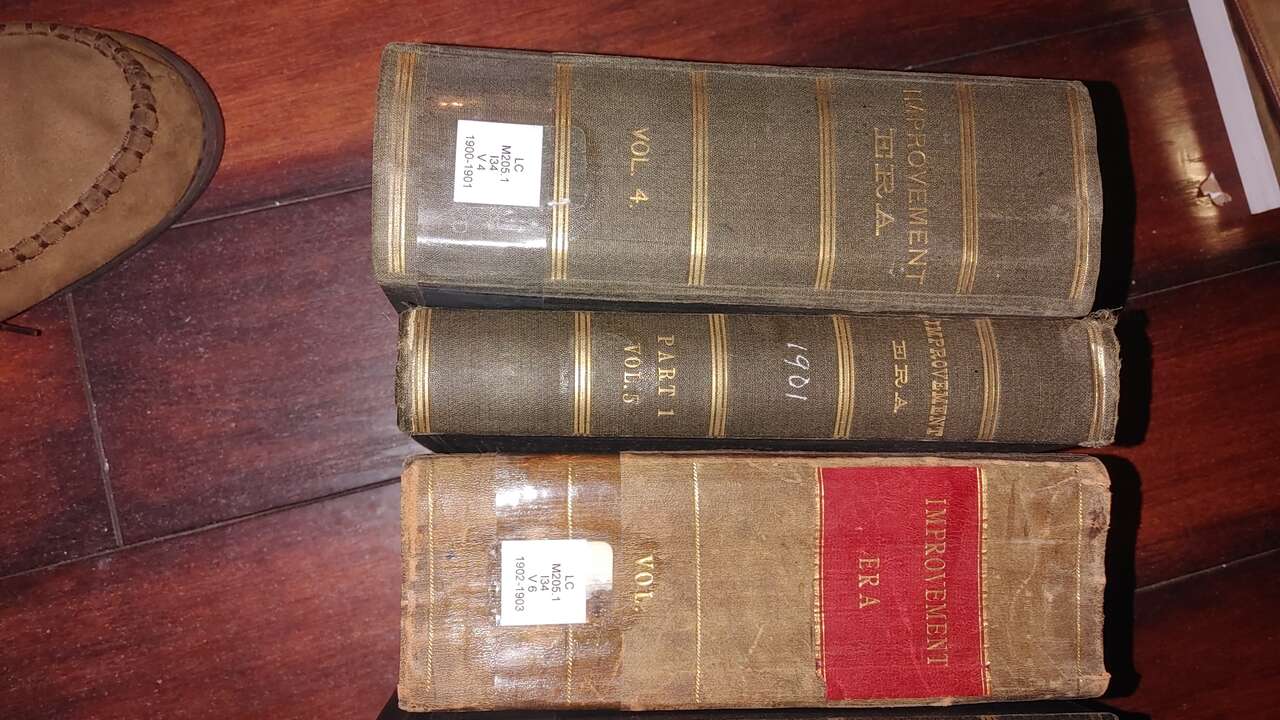 IMPROVEMENT
ERA
VOL. 4.
LC
M205.1
I34
V 4
1900-1901
IMPROVEMENT
ERA
1901
PART 1
VOL. 5
IMPROVEMENT
ERA
VOL.
LC
M205.1
I34
V 6
1902-1903